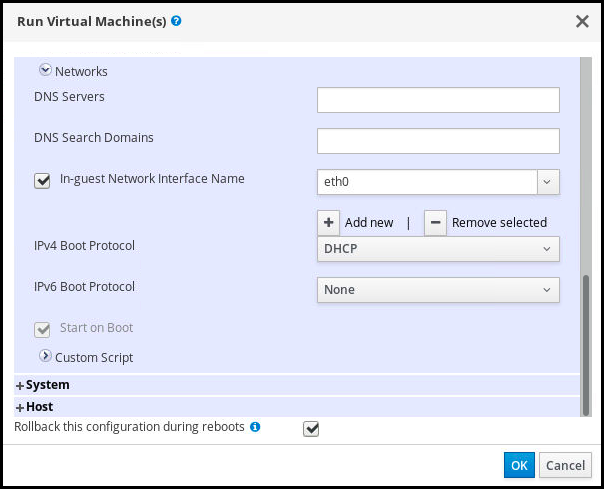 Run Virtual Machine(s)
Networks
DNS Servers
DNS Search Domains
In-guest Network Interface Name eth0
Add new | Remove selected
IPv4 Boot Protocol DHCP
IPv6 Boot Protocol None
Start on Boot
Custom Script
System
Host
Rollback this configuration during reboots
OK Cancel